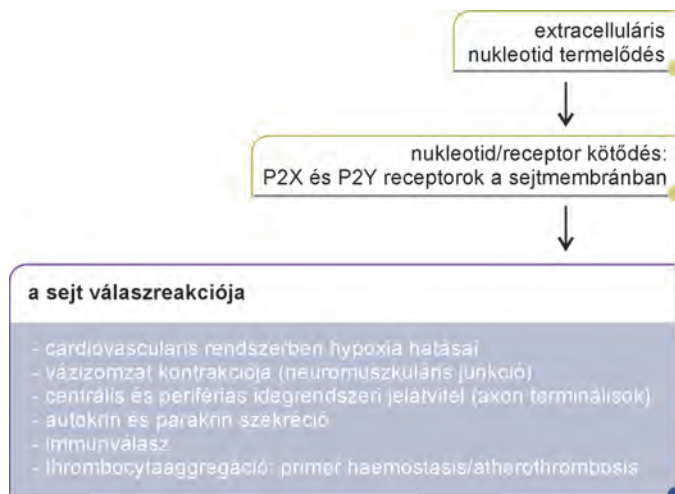 extracelluláris
nukleotid termelődés
nukleotid/receptor kötődés:
P2X és P2Y receptorok a sejtmembránban
a sejt válaszreakciója
- cardiovascularis rendszerben hypoxia hatásai
- vázizomzat kontrakciója (neuromuszkuláris junkció)
- centrális és perifériás idegrendszeri jelátvitel (axon terminálisok)
- autokrin és parakrin szekréció
- immunválasz
- thrombocytaaggregáció: primer haemostasis/atherothrombosis